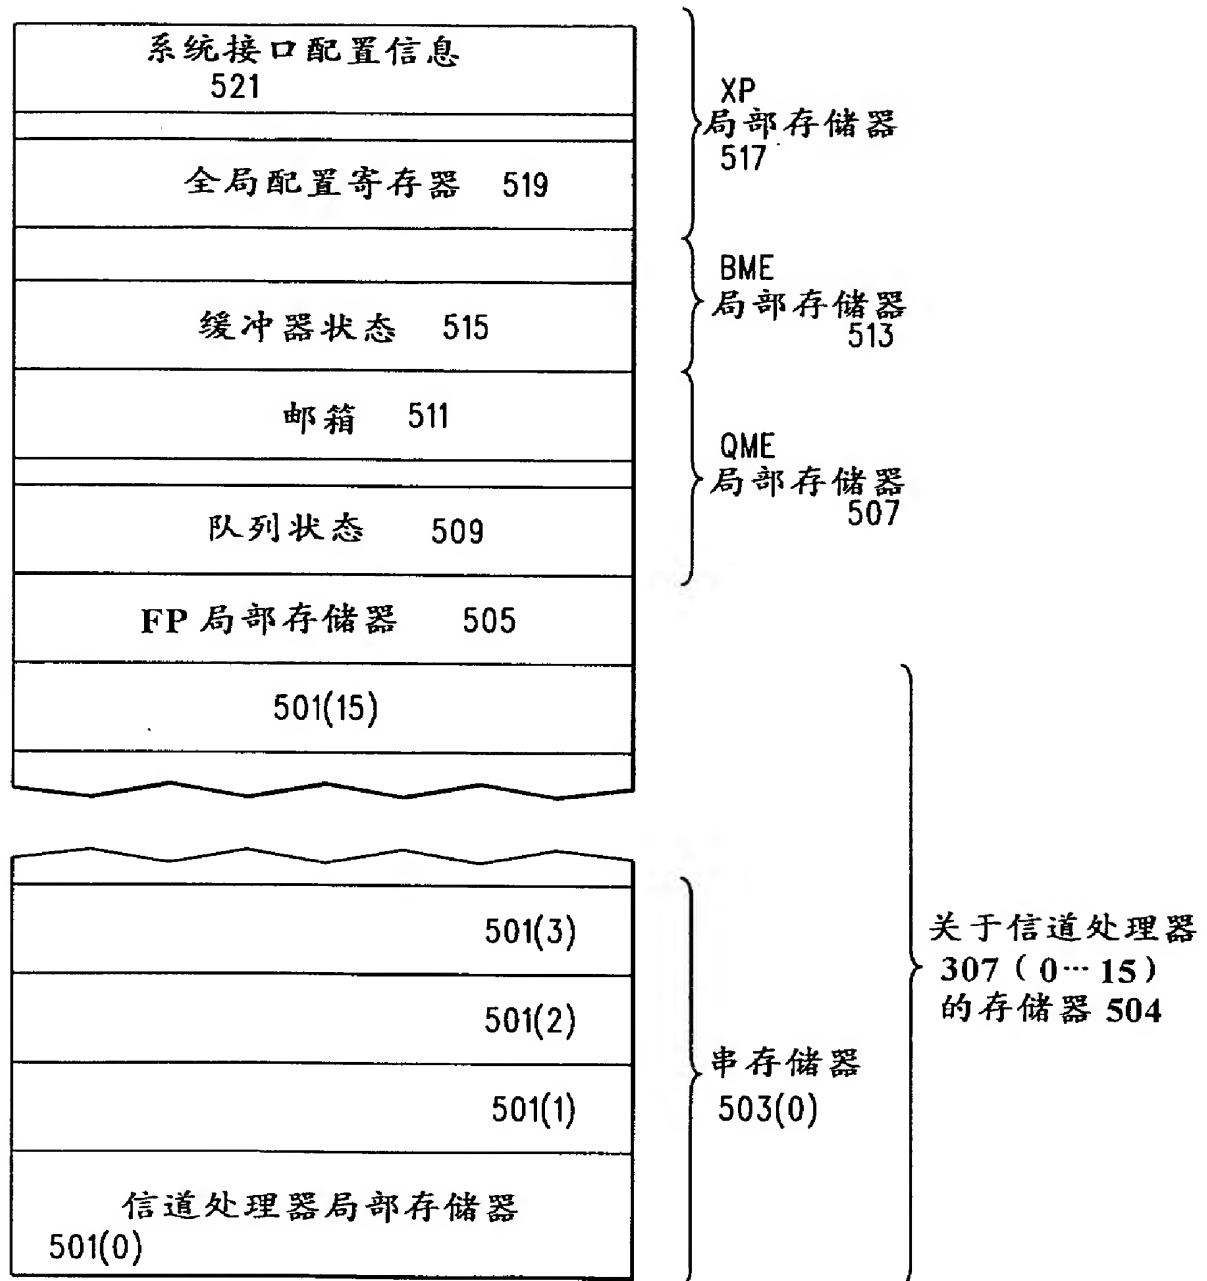 系统接口配置信息
521
全局配置寄存器 519
缓冲器状态 515
邮箱 511
队列状态 509
FP 局部存储器 505
501(15)
501(3)
501(2)
501(1)
信道处理器局部存储器
501(0)
XP
局部存储器
517
BME
局部存储器
513
QME
局部存储器
507
串存储器
503(0)
关于信道处理器
307 ( 0··· 15 )
的存储器 504